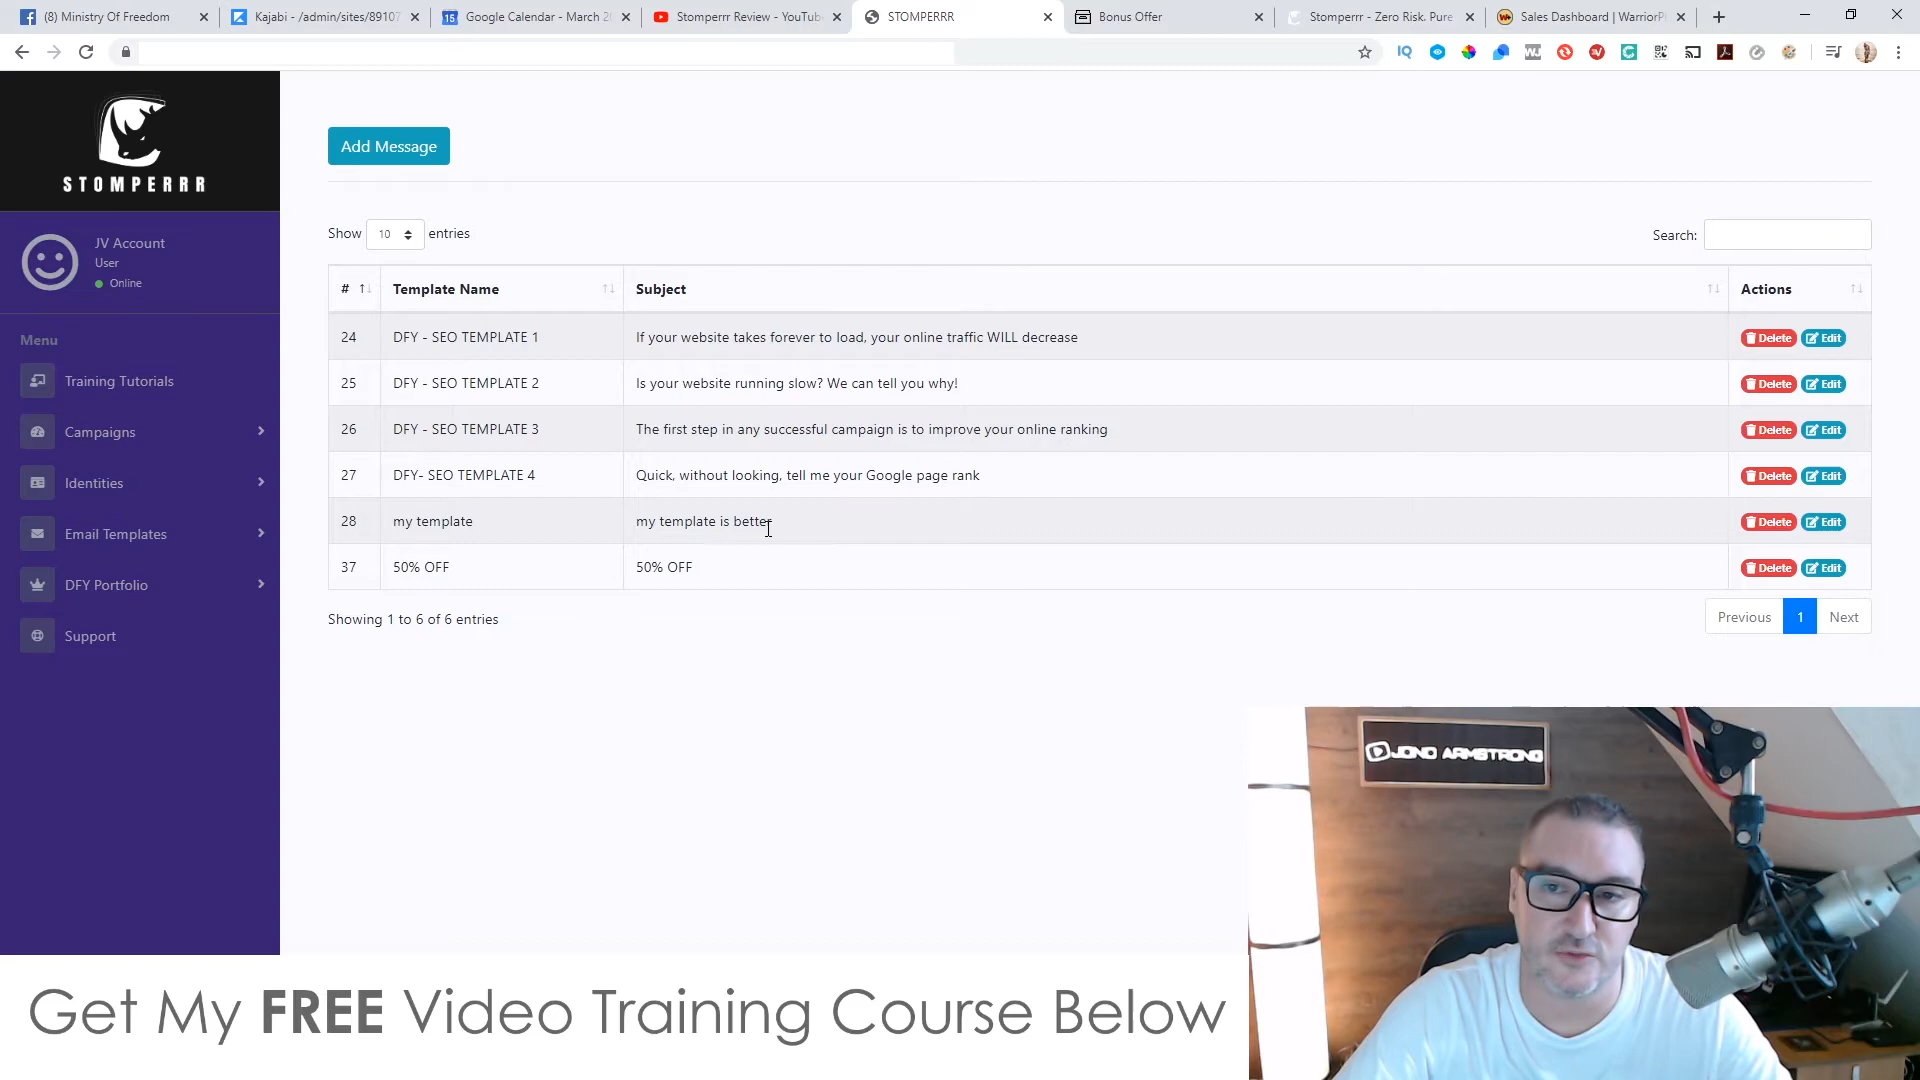 (8) Ministry Of Freedom
Kajabi - /admin/sites/89107
Google Calendar - March 2
Stomperrr Review - YouTub
STOMPERRR
Bonus Offer
Stomperrr - Zero Risk. Pure
Sales Dashboard | WarriorP
STOMPERRR
JV Account
User
Online
Menu
Training Tutorials
Campaigns
Identities
Email Templates
DFY Portfolio
Support
Add Message
Show 10 entries
Search:
# Template Name Subject Actions
24 DFY - SEO TEMPLATE 1 If your website takes forever to load, your online traffic WILL decrease Delete Edit
25 DFY - SEO TEMPLATE 2 Is your website running slow? We can tell you why! Delete Edit
26 DFY - SEO TEMPLATE 3 The first step in any successful campaign is to improve your online ranking Delete Edit
27 DFY- SEO TEMPLATE 4 Quick, without looking, tell me your Google page rank Delete Edit
28 my template my template is better Delete Edit
37 50% OFF 50% OFF Delete Edit
Showing 1 to 6 of 6 entries
Previous 1 Next
JONO ARMSTRONG
Get My FREE Video Training Course Below